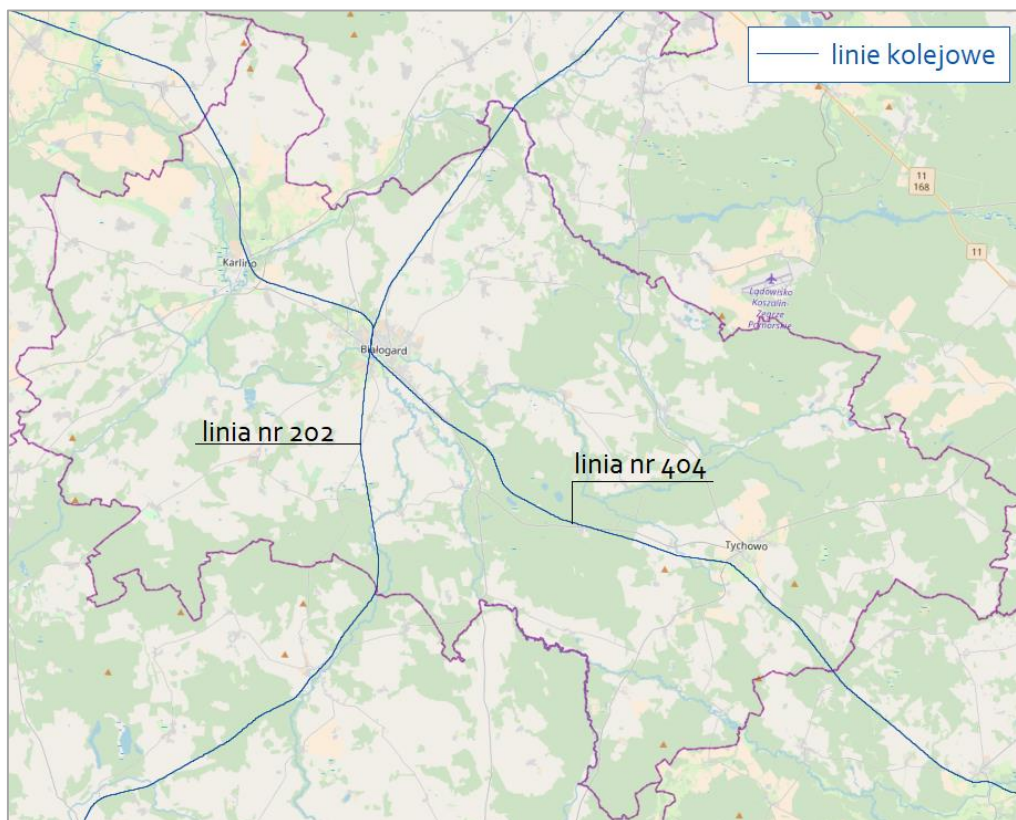 linie kolejowe
11
168
11
Karlino
Lądowisko
Koszalin-
Zegrze
Pomorskie
Białogard
linia nr 202
linia nr 404
Tychowo